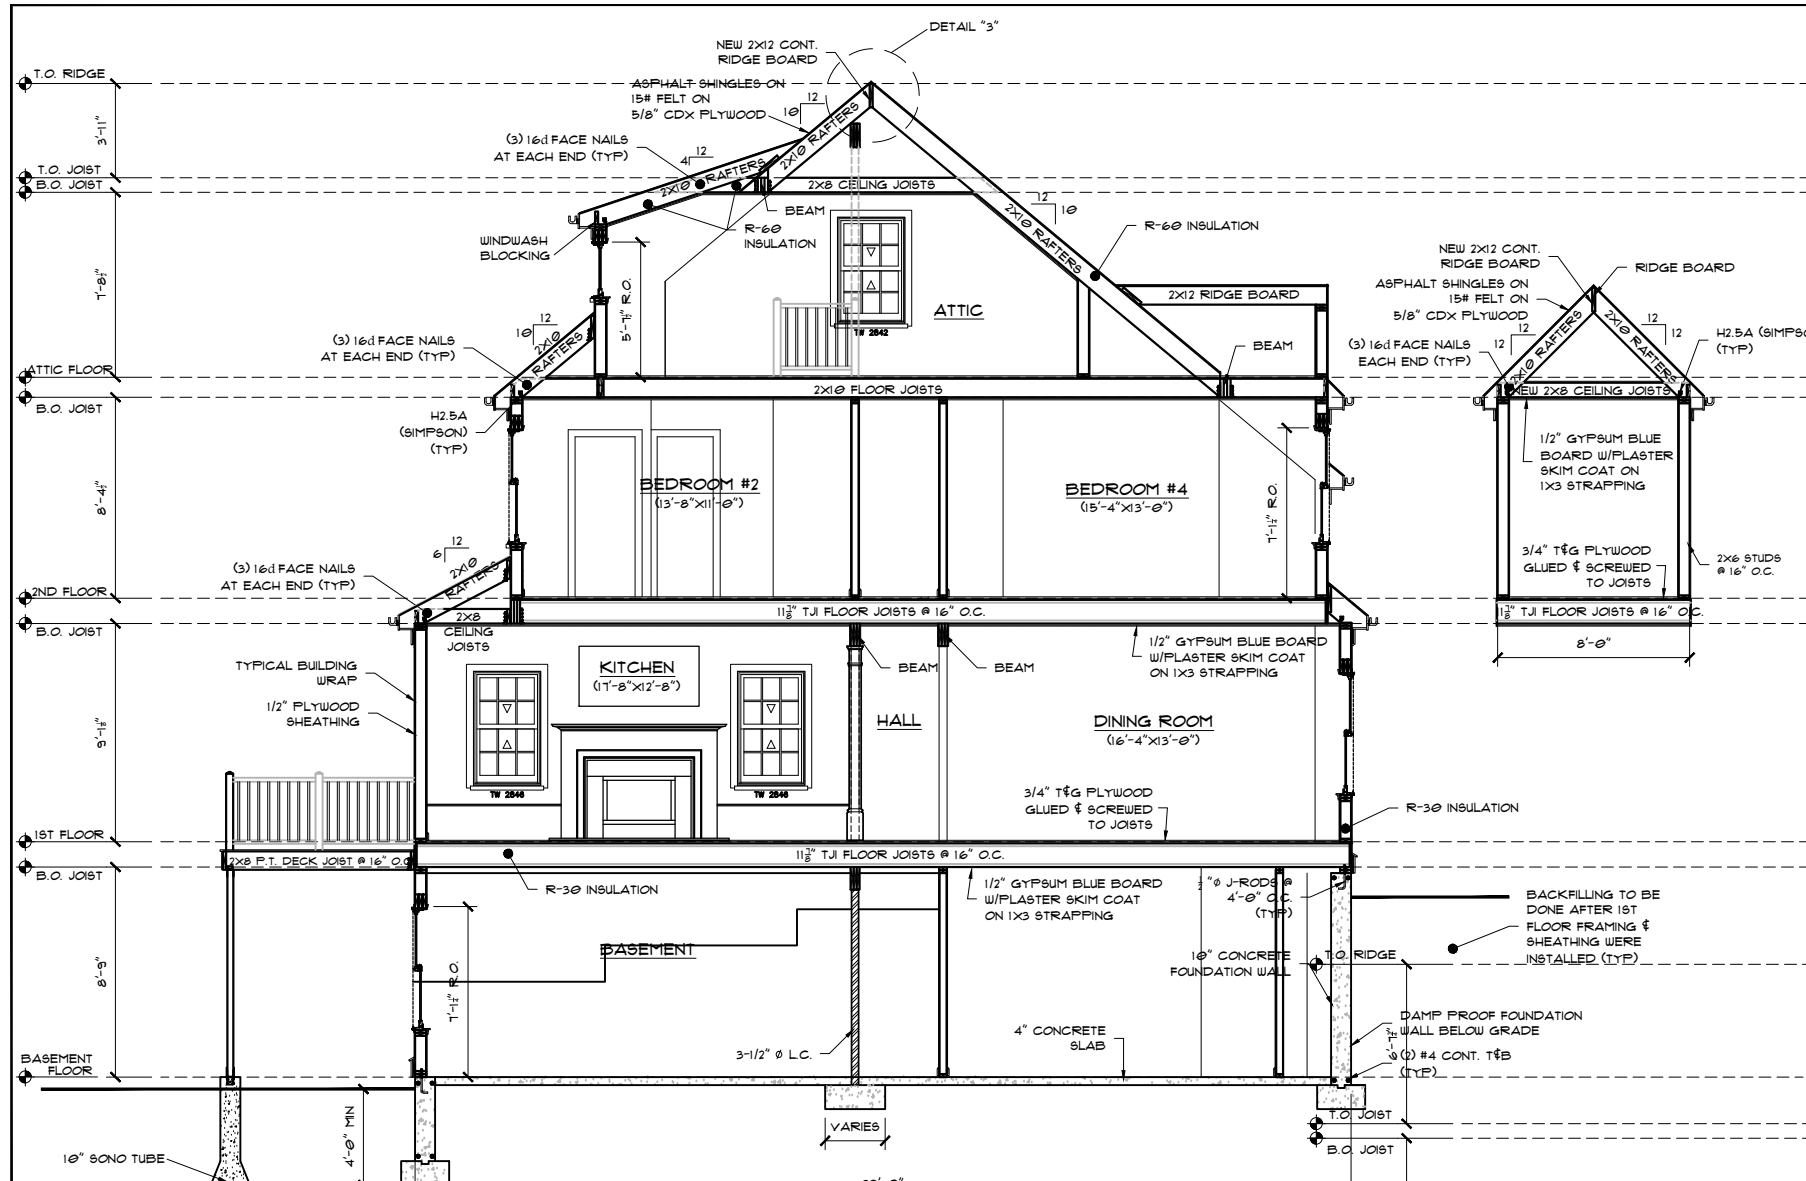 DETAIL "3"
NEW 2X12 CONT.
RIDGE BOARD
T.O. RIDGE
ASPHALT SHINGLES ON
15# FELT ON
5/8" CDX PLYWOOD
12
10
2X10 RAFTERS
3'-11"
(3) 16d FACE NAILS
AT EACH END (TYP)
12
4
2X10 RAFTERS
T.O. JOIST
B.O. JOIST
2X8 CEILING JOISTS
BEAM
R-60
INSULATION
WINDWASH
BLOCKING
12
10
2X10 RAFTERS
R-60 INSULATION
7'-8½"
5'-7½" R.O.
TW 2842
ATTIC
2X12 RIDGE BOARD
NEW 2X12 CONT.
RIDGE BOARD
RIDGE BOARD
ASPHALT SHINGLES ON
15# FELT ON
5/8" CDX PLYWOOD
12
12
12
12
2X10 RAFTERS
2X10 RAFTERS
H2.5A (SIMPSO
(TYP)
(3) 16d FACE NAILS
EACH END (TYP)
NEW 2X8 CEILING JOISTS
(3) 16d FACE NAILS
AT EACH END (TYP)
12
10
2X10
RAFTERS
BEAM
ATTIC FLOOR
2X10 FLOOR JOISTS
B.O. JOIST
H2.5A
(SIMPSON)
(TYP)
8'-4½"
BEDROOM #2
(13'-8"X11'-0")
BEDROOM #4
(15'-4"X13'-0")
7'-1½" R.O.
1/2" GYPSUM BLUE
BOARD W/PLASTER
SKIM COAT ON
1X3 STRAPPING
3/4" T&G PLYWOOD
GLUED & SCREWED
TO JOISTS
2X6 STUDS
@ 16" O.C.
(3) 16d FACE NAILS
AT EACH END (TYP)
12
6
2X10
RAFTERS
2ND FLOOR
B.O. JOIST
2X8
CEILING
JOISTS
11⅞" TJI FLOOR JOISTS @ 16" O.C.
11⅞" TJI FLOOR JOISTS @ 16" O.C.
8'-0"
1/2" GYPSUM BLUE BOARD
W/PLASTER SKIM COAT
ON 1X3 STRAPPING
BEAM
BEAM
TYPICAL BUILDING
WRAP
1/2" PLYWOOD
SHEATHING
KITCHEN
(17'-8"X12'-8")
HALL
DINING ROOM
(16'-4"X13'-0")
TW 2846
TW 2846
3/4" T&G PLYWOOD
GLUED & SCREWED
TO JOISTS
R-30 INSULATION
1ST FLOOR
B.O. JOIST
2X8 P.T. DECK JOIST @ 16" O.C
11⅞" TJI FLOOR JOISTS @ 16" O.C.
R-30 INSULATION
1/2" GYPSUM BLUE BOARD
W/PLASTER SKIM COAT
ON 1X3 STRAPPING
"Ø J-RODS @
4'-0" O.C.
(TYP)
BACKFILLING TO BE
DONE AFTER 1ST
FLOOR FRAMING &
SHEATHING WERE
INSTALLED (TYP)
8'-9"
7'-1½" R.O.
BASEMENT
10" CONCRETE
FOUNDATION WALL
T.O. RIDGE
DAMP PROOF FOUNDATION
WALL BELOW GRADE
4" CONCRETE
SLAB
3-1/2" Ø L.C.
(2) #4 CONT. T&B
(TYP)
BASEMENT
FLOOR
VARIES
T.O. JOIST
B.O. JOIST
4'-0" MIN
10" SONO TUBE